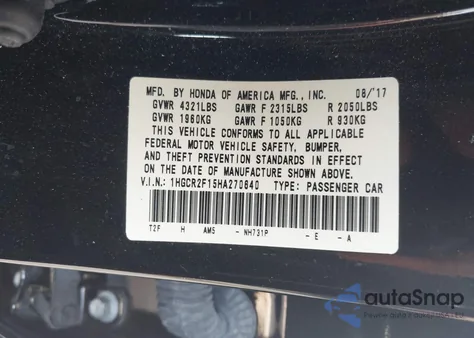 MFD. BY HONDA OF AMERICA MFG., INC. 08/'17
GVWR 4321LBS GAWR F 2315LBS R 2050LBS
GVWR 1960KG GAWR F 1050KG R 930KG
THIS VEHICLE CONFORMS TO ALL APPLICABLE
FEDERAL MOTOR VEHICLE SAFETY, BUMPER,
AND THEFT PREVENTION STANDARDS IN EFFECT
ON THE DATE OF MANUFACTURE SHOWN ABOVE.
V.I.N.: 1HGCR2F15HA270640 TYPE: PASSENGER CAR
T2F H AM5 - NH731P - E - A
autoSnap